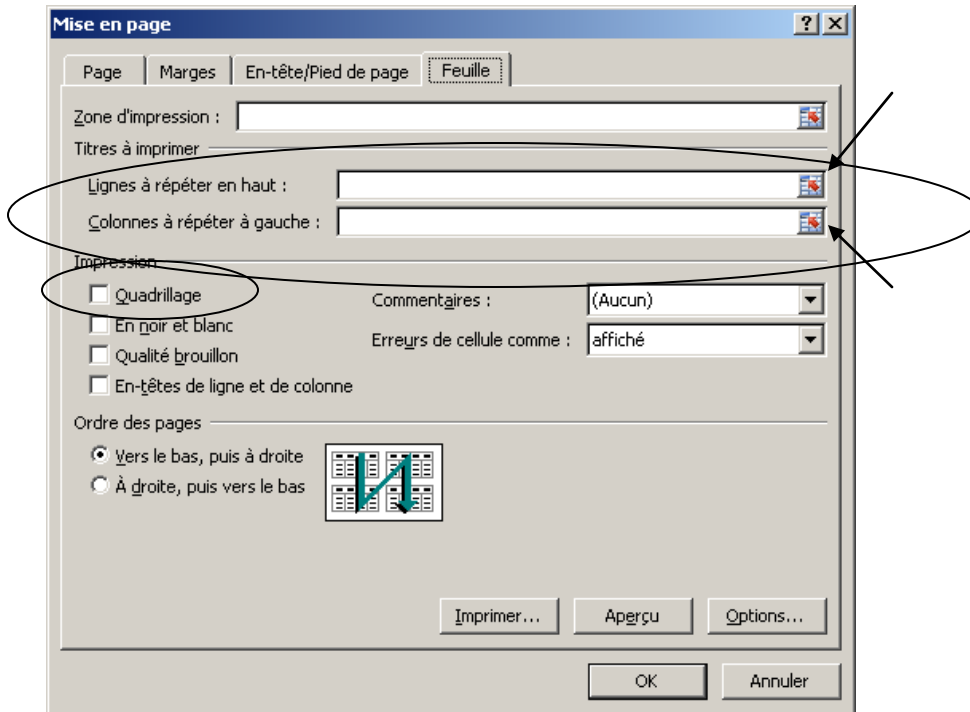 Mise en page
Page Marges En-tête/Pied de page Feuille
Zone d'impression :
Titres à imprimer
Lignes à répéter en haut :
Colonnes à répéter à gauche :
Impression
Quadrillage Commentaires : (Aucun)
En noir et blanc Erreurs de cellule comme : affiché
Qualité brouillon
En-têtes de ligne et de colonne
Ordre des pages
Vers le bas, puis à droite
À droite, puis vers le bas
Imprimer... Aperçu Options...
OK Annuler